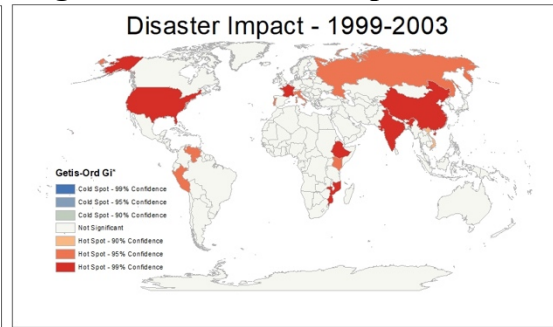 Disaster Impact - 1999-2003
Getis-Ord Gi*
Cold Spot - 99% Confidence
Cold Spot - 95% Confidence
Cold Spot - 90% Confidence
Not Significant
Hot Spot - 90% Confidence
Hot Spot - 95% Confidence
Hot Spot - 99% Confidence